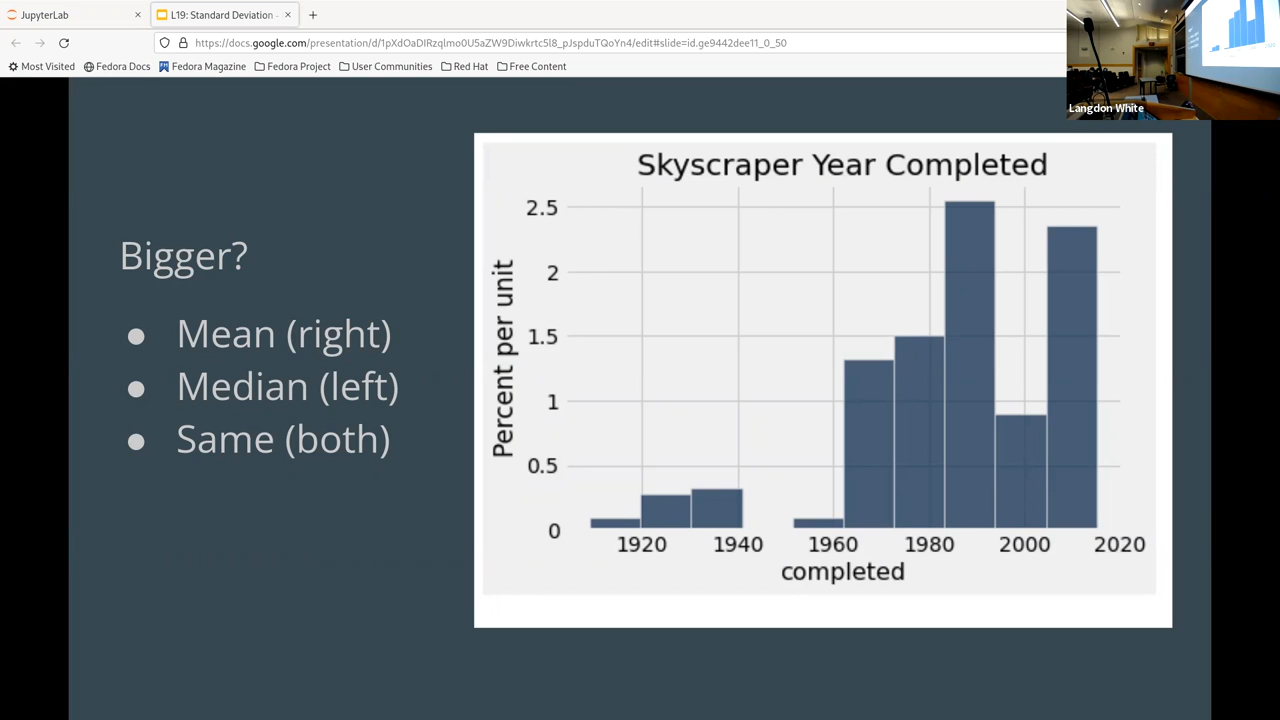 JupyterLab
L19: Standard Deviation -
https://docs.google.com/presentation/d/1pXdOaDIRzqlmo0U5aZW9Diwkrtc5l8_pJspduTQoYn4/edit#slide=id.ge9442dee11_0_50
Most Visited Fedora Docs Fedora Magazine Fedora Project User Communities Red Hat Free Content
Langdon White
Bigger?
● Mean (right)
● Median (left)
● Same (both)
Skyscraper Year Completed
Percent per unit
2.5
2
1.5
1
0.5
0
1920 1940 1960 1980 2000 2020
completed